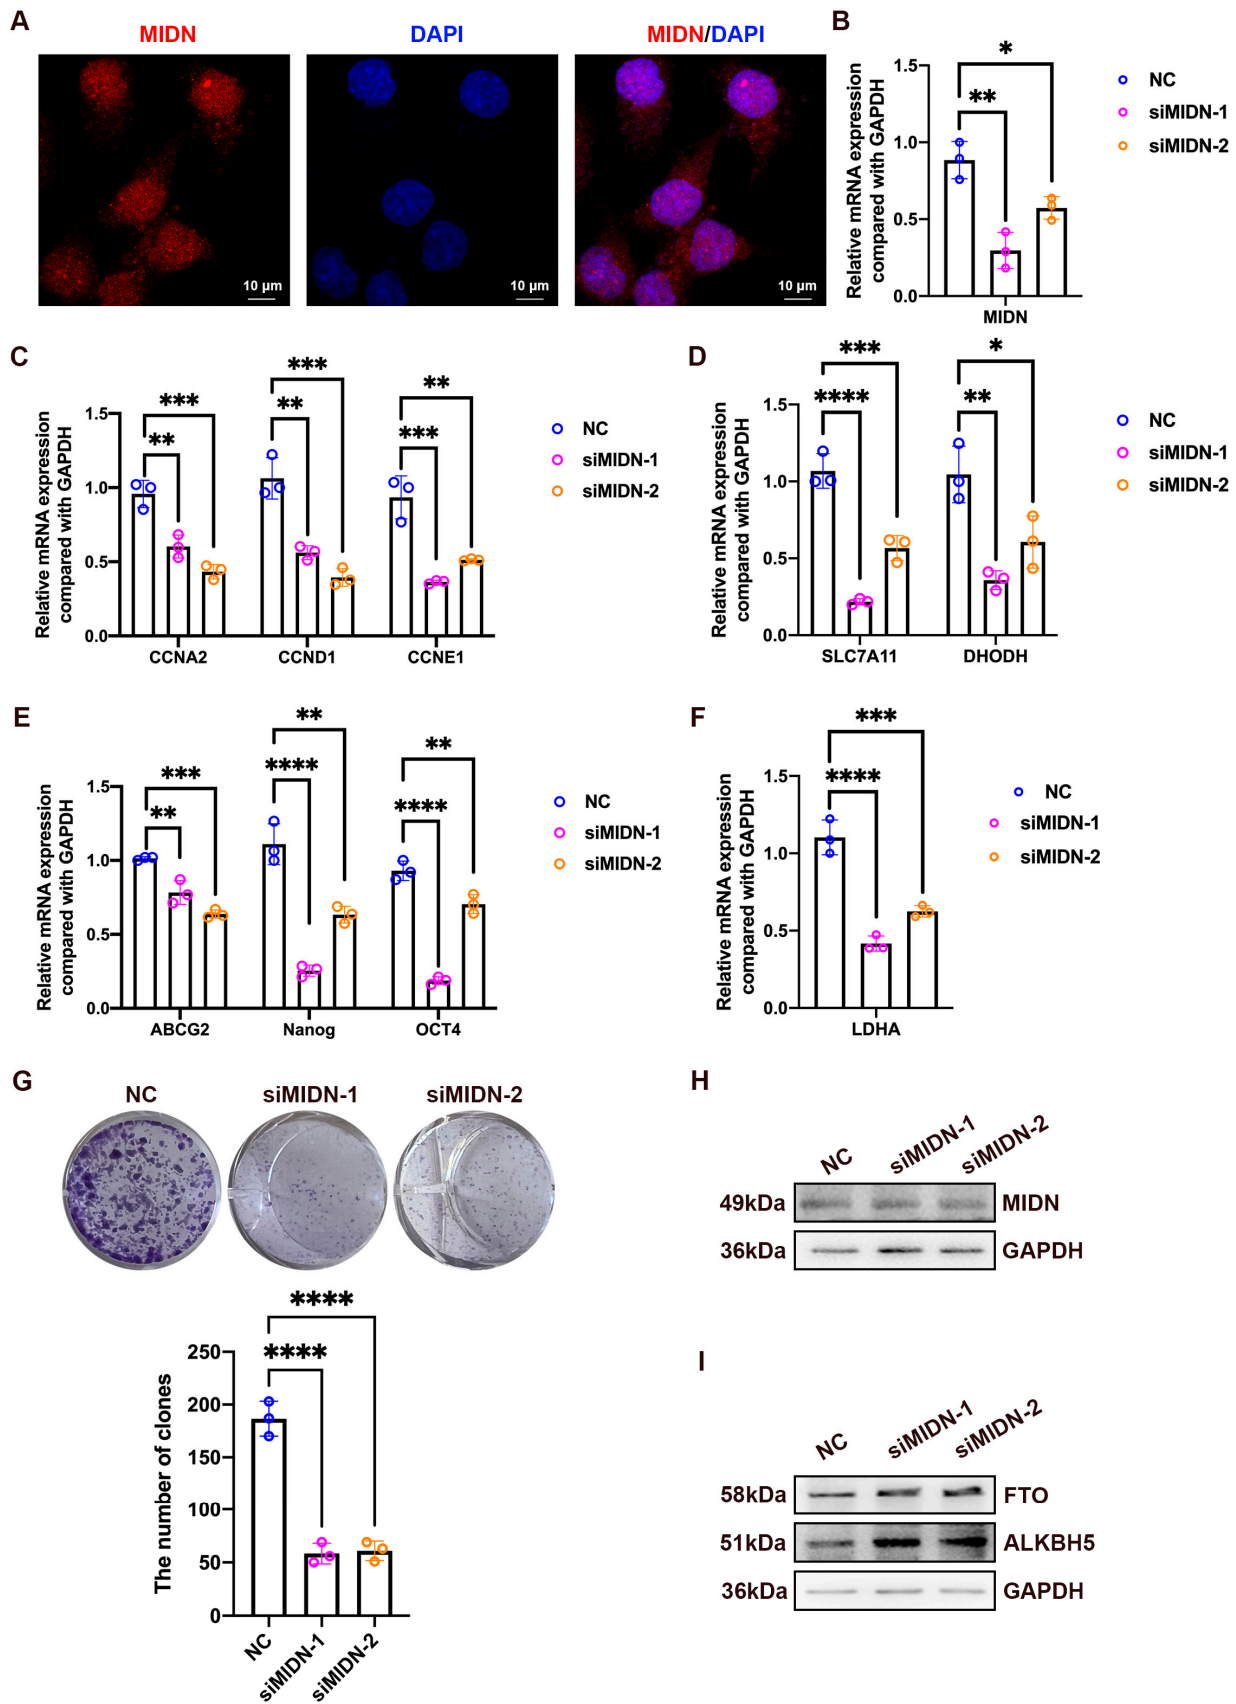 A
MIDN
DAPI
MIDN/DAPI
10 μm
10 μm
10 μm
B
Relative mRNA expression
compared with GAPDH
1.5
1.0
0.5
0.0
*
**
MIDN
NC
siMIDN-1
siMIDN-2
C
Relative mRNA expression
compared with GAPDH
1.5
1.0
0.5
0.0
***
**
***
**
**
***
CCNA2
CCND1
CCNE1
NC
siMIDN-1
siMIDN-2
D
Relative mRNA expression
compared with GAPDH
1.5
1.0
0.5
0.0
***
****
*
**
SLC7A11
DHODH
NC
siMIDN-1
siMIDN-2
E
Relative mRNA expression
compared with GAPDH
1.5
1.0
0.5
0.0
***
**
**
****
**
****
ABCG2
Nanog
OCT4
NC
siMIDN-1
siMIDN-2
F
Relative mRNA expression
compared with GAPDH
1.5
1.0
0.5
0.0
***
****
LDHA
NC
siMIDN-1
siMIDN-2
G
NC
siMIDN-1
siMIDN-2
The number of clones
250
200
150
100
50
0
****
****
NC
siMIDN-1
siMIDN-2
H
NC
siMIDN-1
siMIDN-2
49kDa
MIDN
36kDa
GAPDH
I
NC
siMIDN-1
siMIDN-2
58kDa
FTO
51kDa
ALKBH5
36kDa
GAPDH